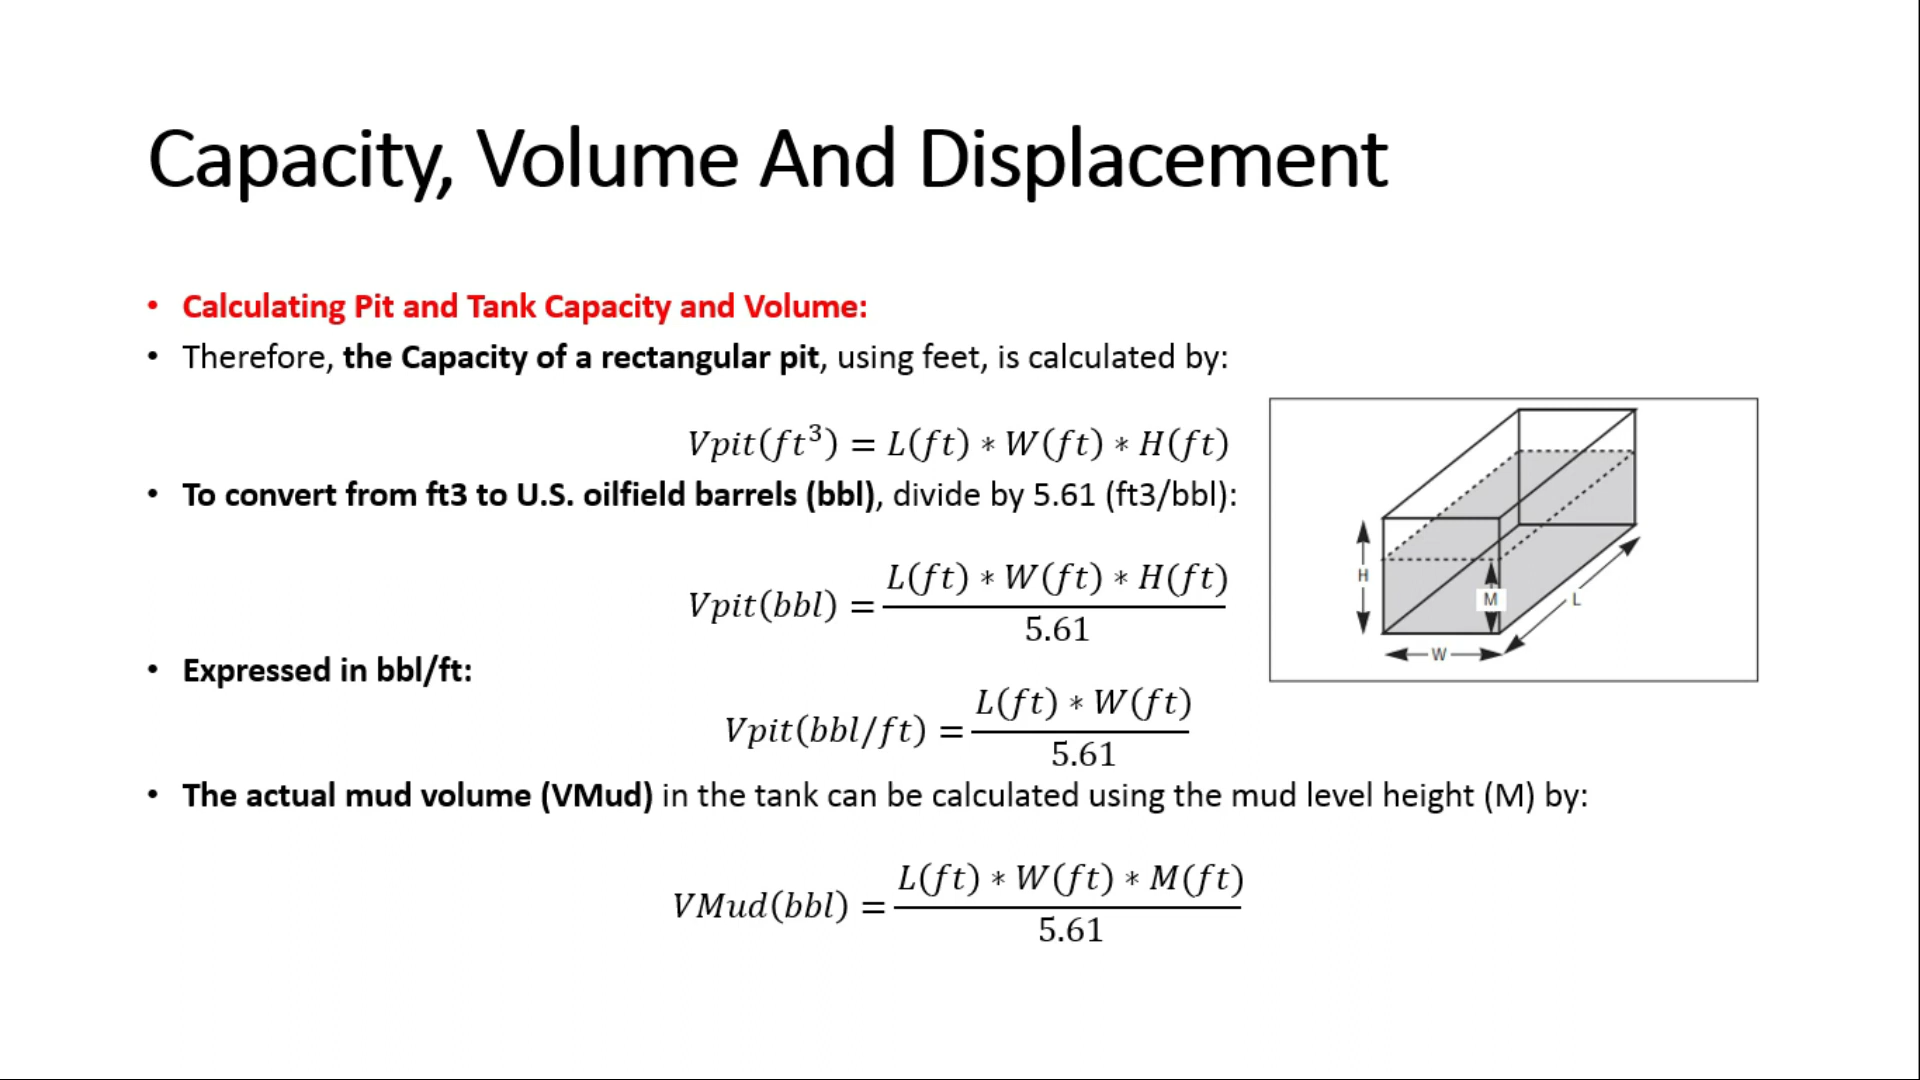 Capacity, Volume And Displacement
• Calculating Pit and Tank Capacity and Volume:
• Therefore, the Capacity of a rectangular pit, using feet, is calculated by:
Vpit(ft³) = L(ft) * W(ft) * H(ft)
• To convert from ft3 to U.S. oilfield barrels (bbl), divide by 5.61 (ft3/bbl):
Vpit(bbl) = L(ft) * W(ft) * H(ft)
5.61
• Expressed in bbl/ft:
Vpit(bbl/ft) = L(ft) * W(ft)
5.61
• The actual mud volume (VMud) in the tank can be calculated using the mud level height (M) by:
VMud(bbl) = L(ft) * W(ft) * M(ft)
5.61
H
M
L
W